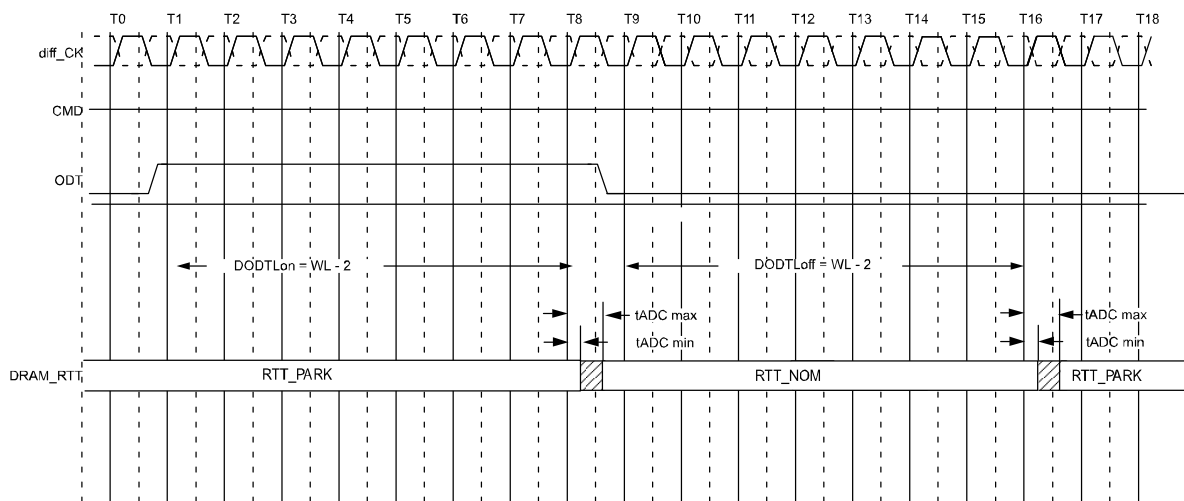 T0 T1 T2 T3 T4 T5 T6 T7 T8 T9 T10 T11 T12 T13 T14 T15 T16 T17 T18
diff_CK
CMD
ODT
DODTLon = WL - 2 DODTLoff = WL - 2
tADC max tADC max
tADC min tADC min
DRAM_RTT RTT_PARK RTT_NOM RTT_PARK